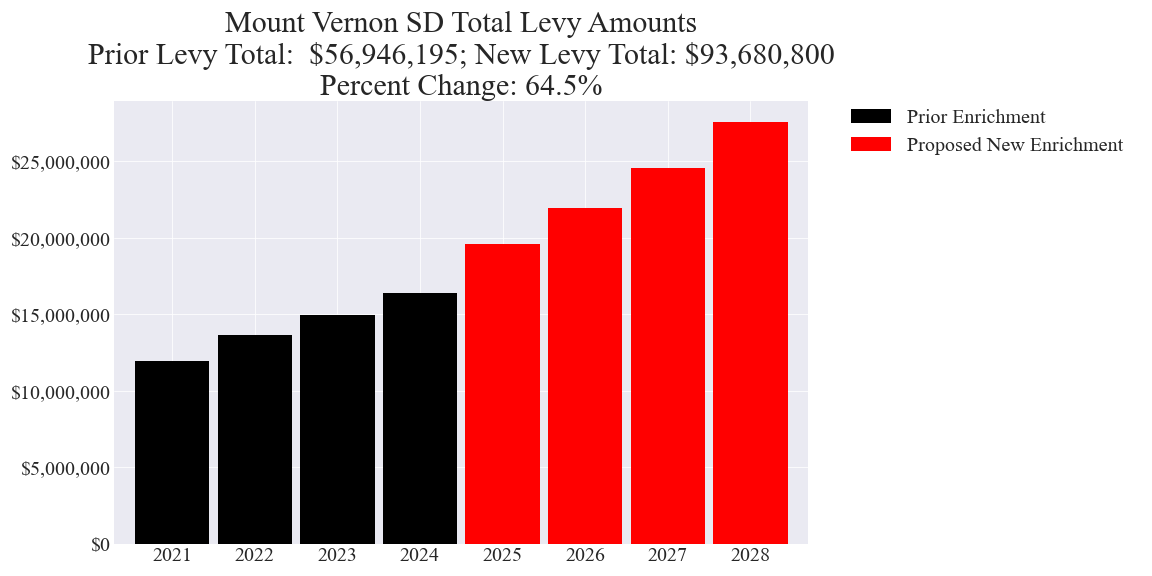 Mount Vernon SD Total Levy Amounts
Prior Levy Total:  $56,946,195; New Levy Total: $93,680,800
Percent Change: 64.5%
Prior Enrichment
Proposed New Enrichment
$25,000,000
$20,000,000
$15,000,000
$10,000,000
$5,000,000
$0
2021 2022 2023 2024 2025 2026 2027 2028